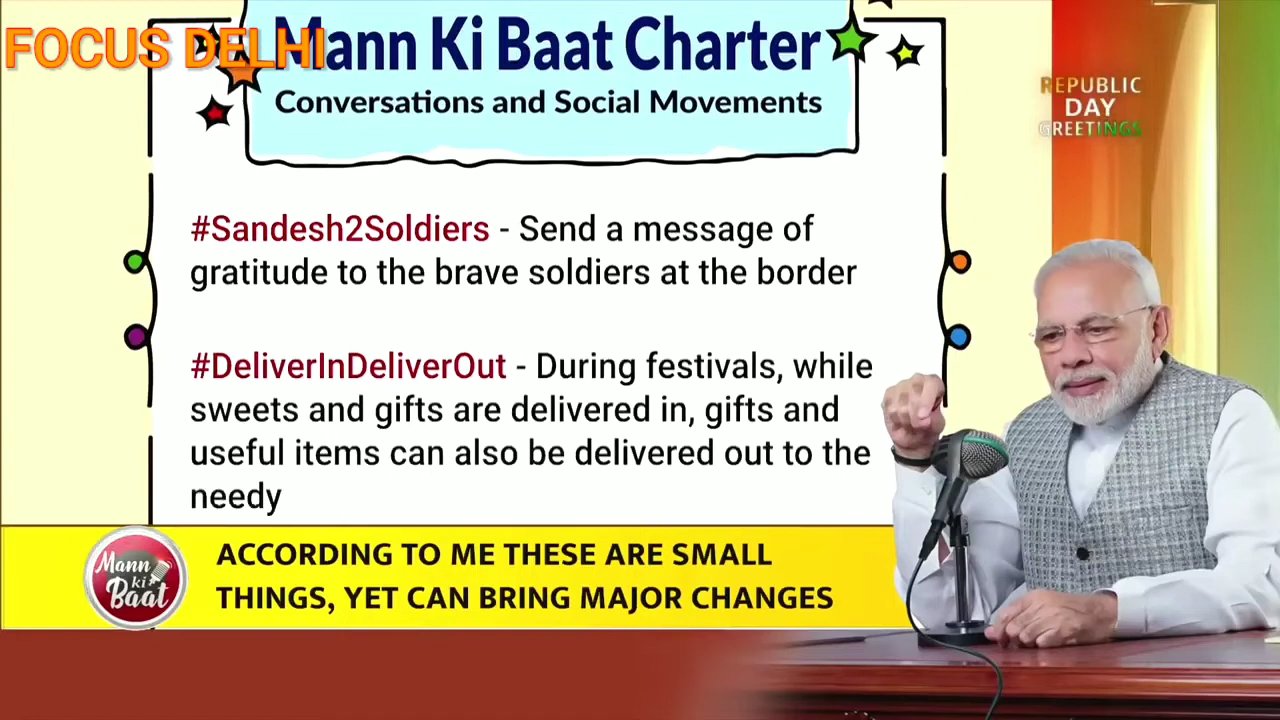 FOCUS DELHI
Mann Ki Baat Charter
Conversations and Social Movements
REPUBLIC
DAY
GREETINGS
#Sandesh2Soldiers - Send a message of
gratitude to the brave soldiers at the border
#DeliverInDeliverOut - During festivals, while
sweets and gifts are delivered in, gifts and
useful items can also be delivered out to the
needy
Mann
ki
Baat
ACCORDING TO ME THESE ARE SMALL
THINGS, YET CAN BRING MAJOR CHANGES